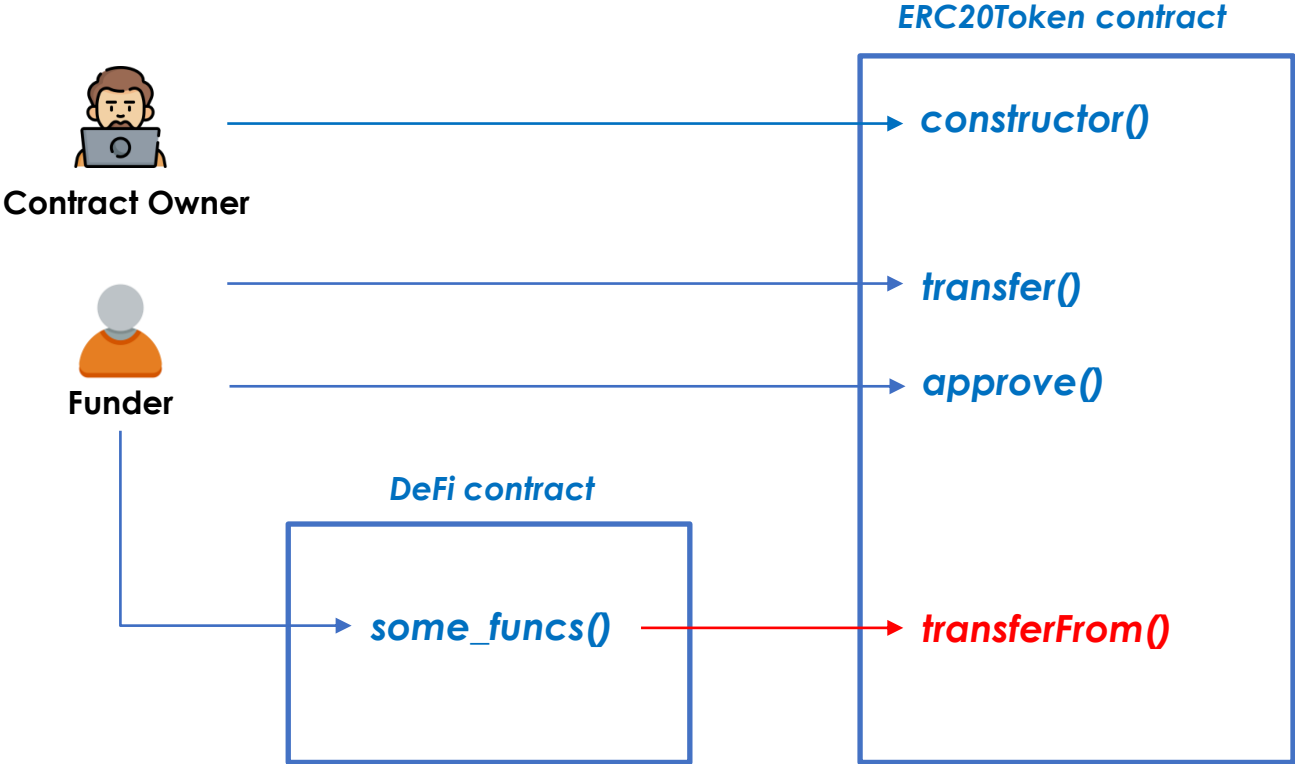 ERC20Token contract
constructor()
Contract Owner
transfer()
approve()
Funder
DeFi contract
some_funcs()
transferFrom()